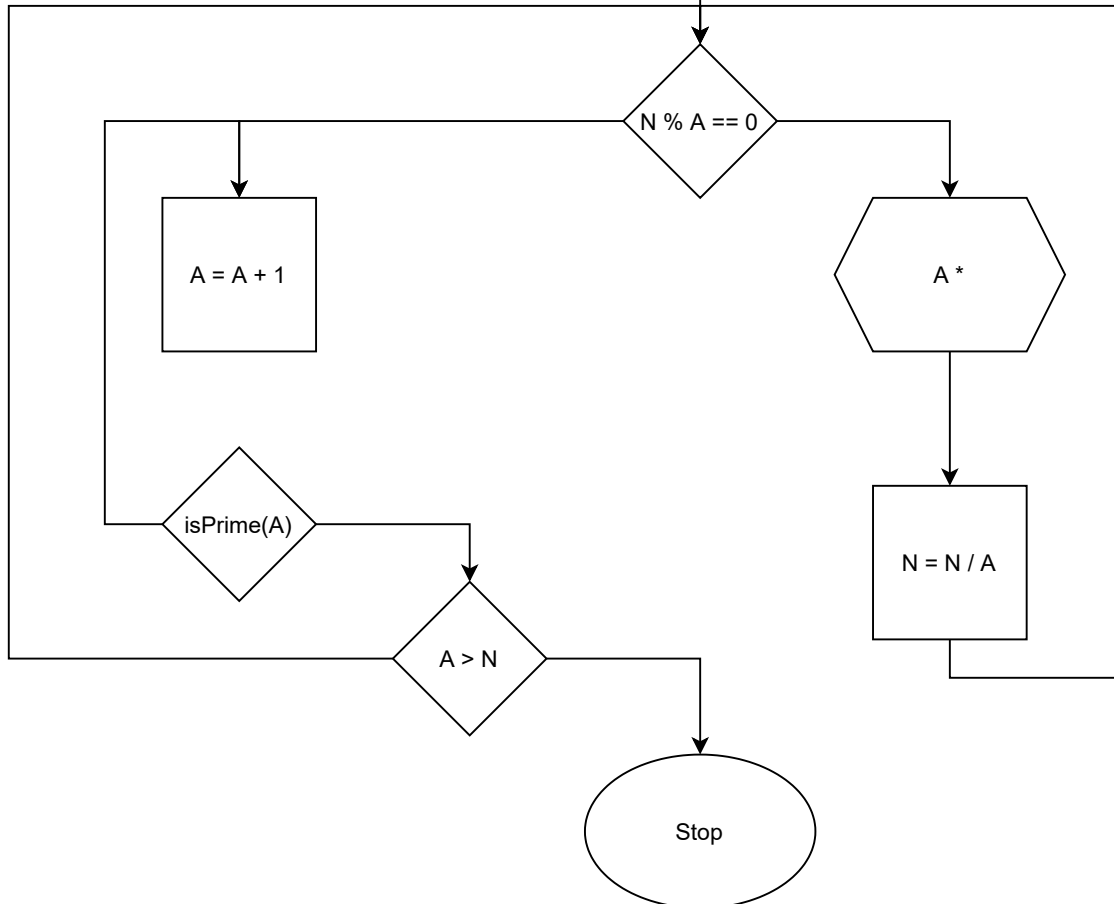 N % A == 0
A = A + 1
A *
isPrime(A)
N = N / A
A > N
Stop